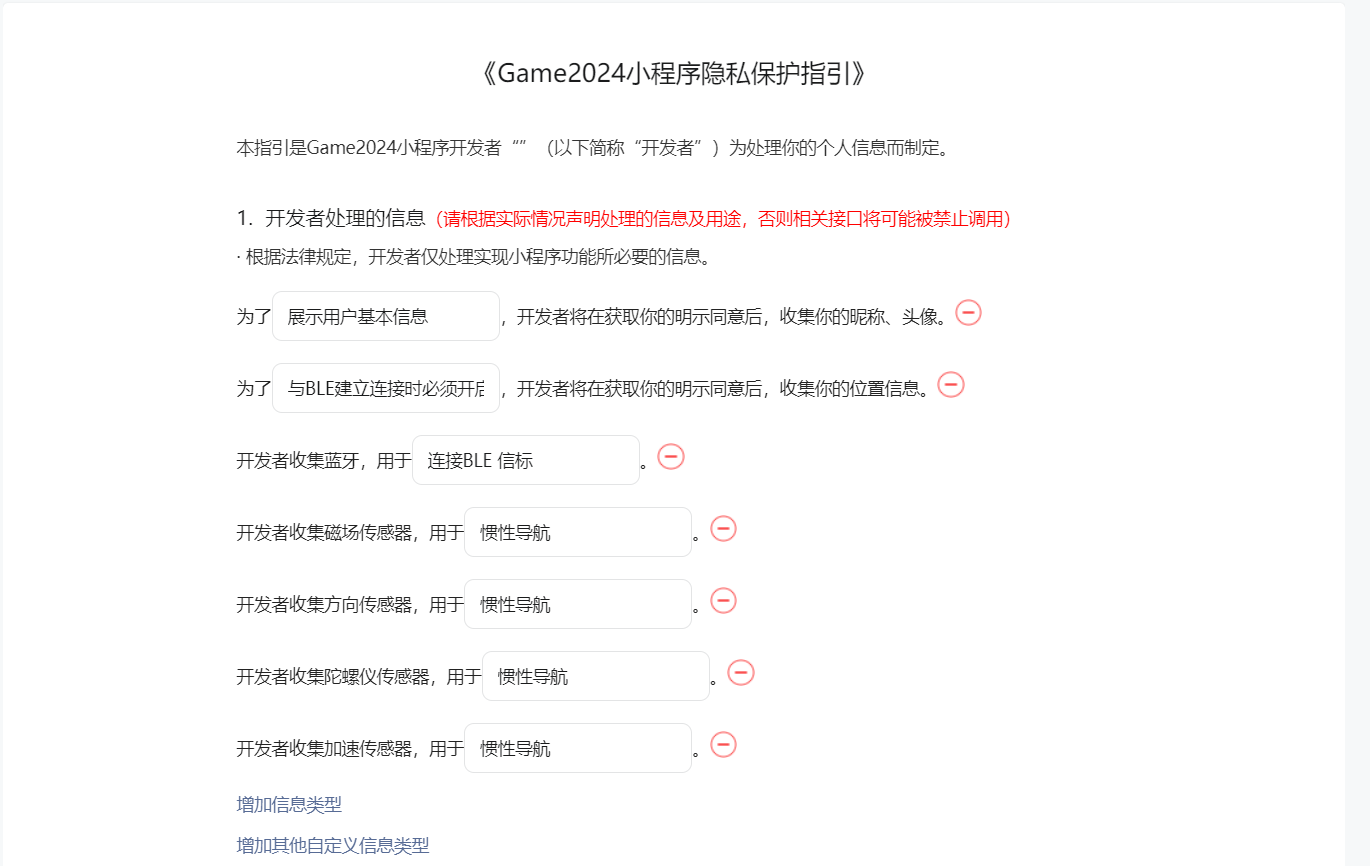 《Game2024小程序隐私保护指引》
本指引是Game2024小程序开发者“”（以下简称“开发者”）为处理你的个人信息而制定。
1. 开发者处理的信息（请根据实际情况声明处理的信息及用途，否则相关接口将可能被禁止调用）
· 根据法律规定，开发者仅处理实现小程序功能所必要的信息。
为了 展示用户基本信息 ，开发者将在获取你的明示同意后，收集你的昵称、头像。
为了 与BLE建立连接时必须开启 ，开发者将在获取你的明示同意后，收集你的位置信息。
开发者收集蓝牙，用于 连接BLE 信标 。
开发者收集磁场传感器，用于 惯性导航 。
开发者收集方向传感器，用于 惯性导航 。
开发者收集陀螺仪传感器，用于 惯性导航 。
开发者收集加速传感器，用于 惯性导航 。
增加信息类型
增加其他自定义信息类型